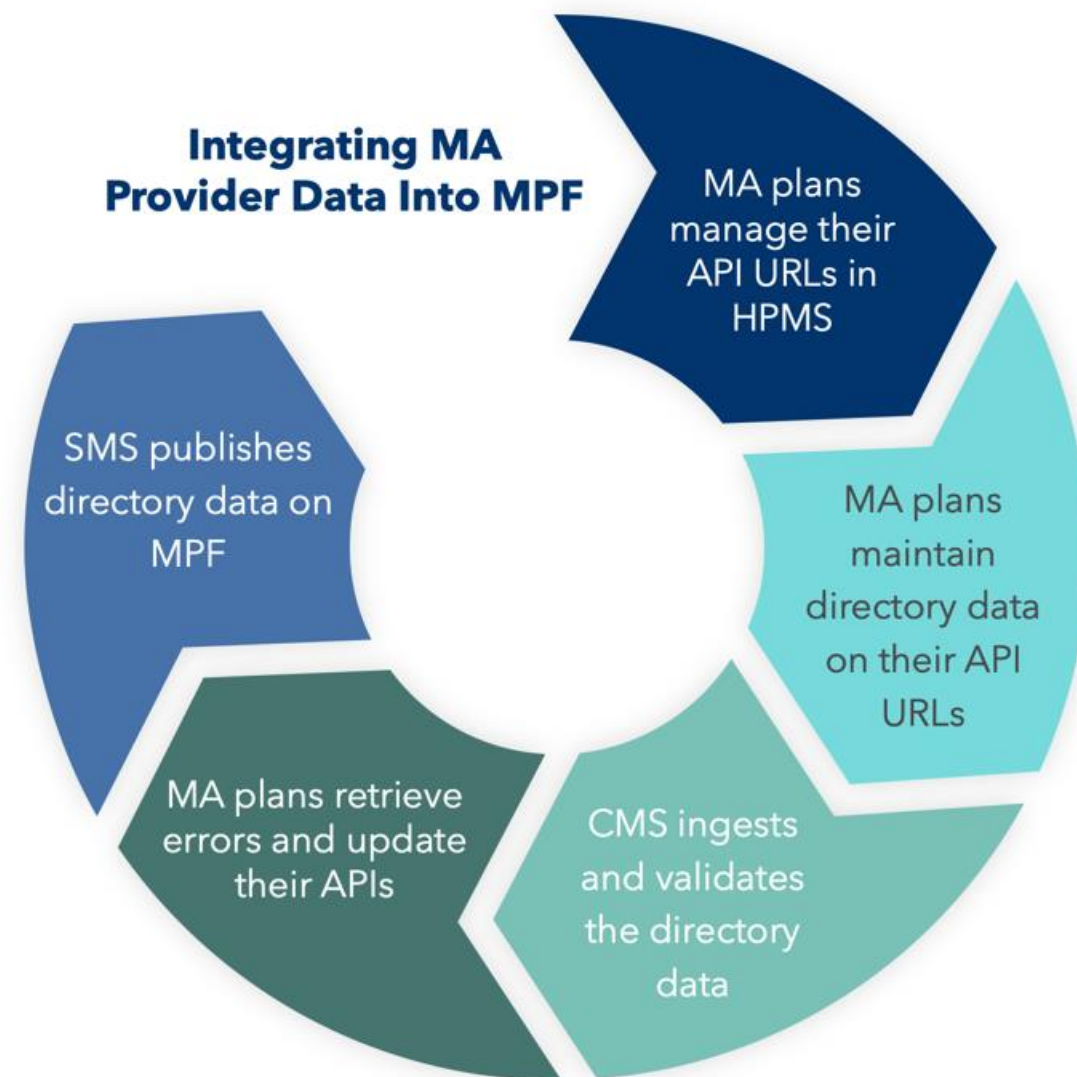 Integrating MA
Provider Data Into MPF
MA plans
manage their
API URLs in
HPMS
MA plans
maintain
directory data
on their API
URLs
CMS ingests
and validates
the directory
data
MA plans retrieve
errors and update
their APIs
SMS publishes
directory data on
MPF